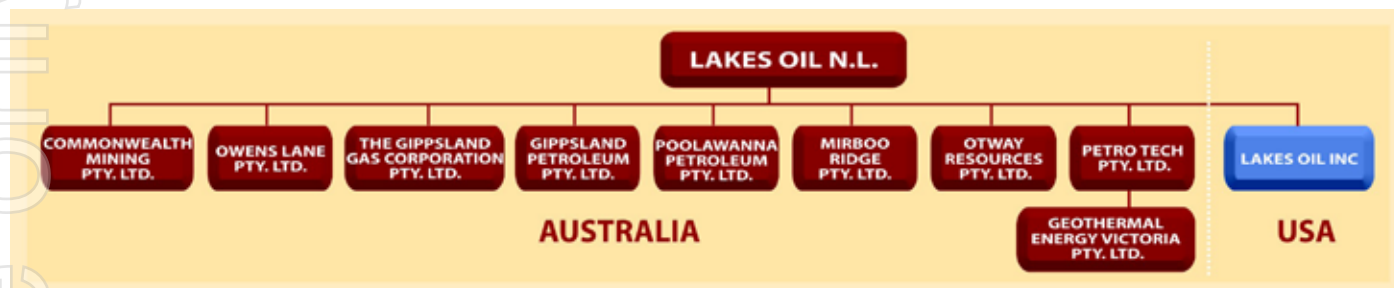 LAKES OIL N.L.
COMMONWEALTH
MINING
PTY. LTD.
OWENS LANE
PTY. LTD.
THE GIPPSLAND
GAS CORPORATION
PTY. LTD.
GIPPSLAND
PETROLEUM
PTY. LTD.
POOLAWANNA
PETROLEUM
PTY. LTD.
MIRBOO
RIDGE
PTY. LTD.
OTWAY
RESOURCES
PTY. LTD.
PETRO TECH
PTY. LTD.
LAKES OIL INC
GEOTHERMAL
ENERGY VICTORIA
PTY. LTD.
AUSTRALIA
USA